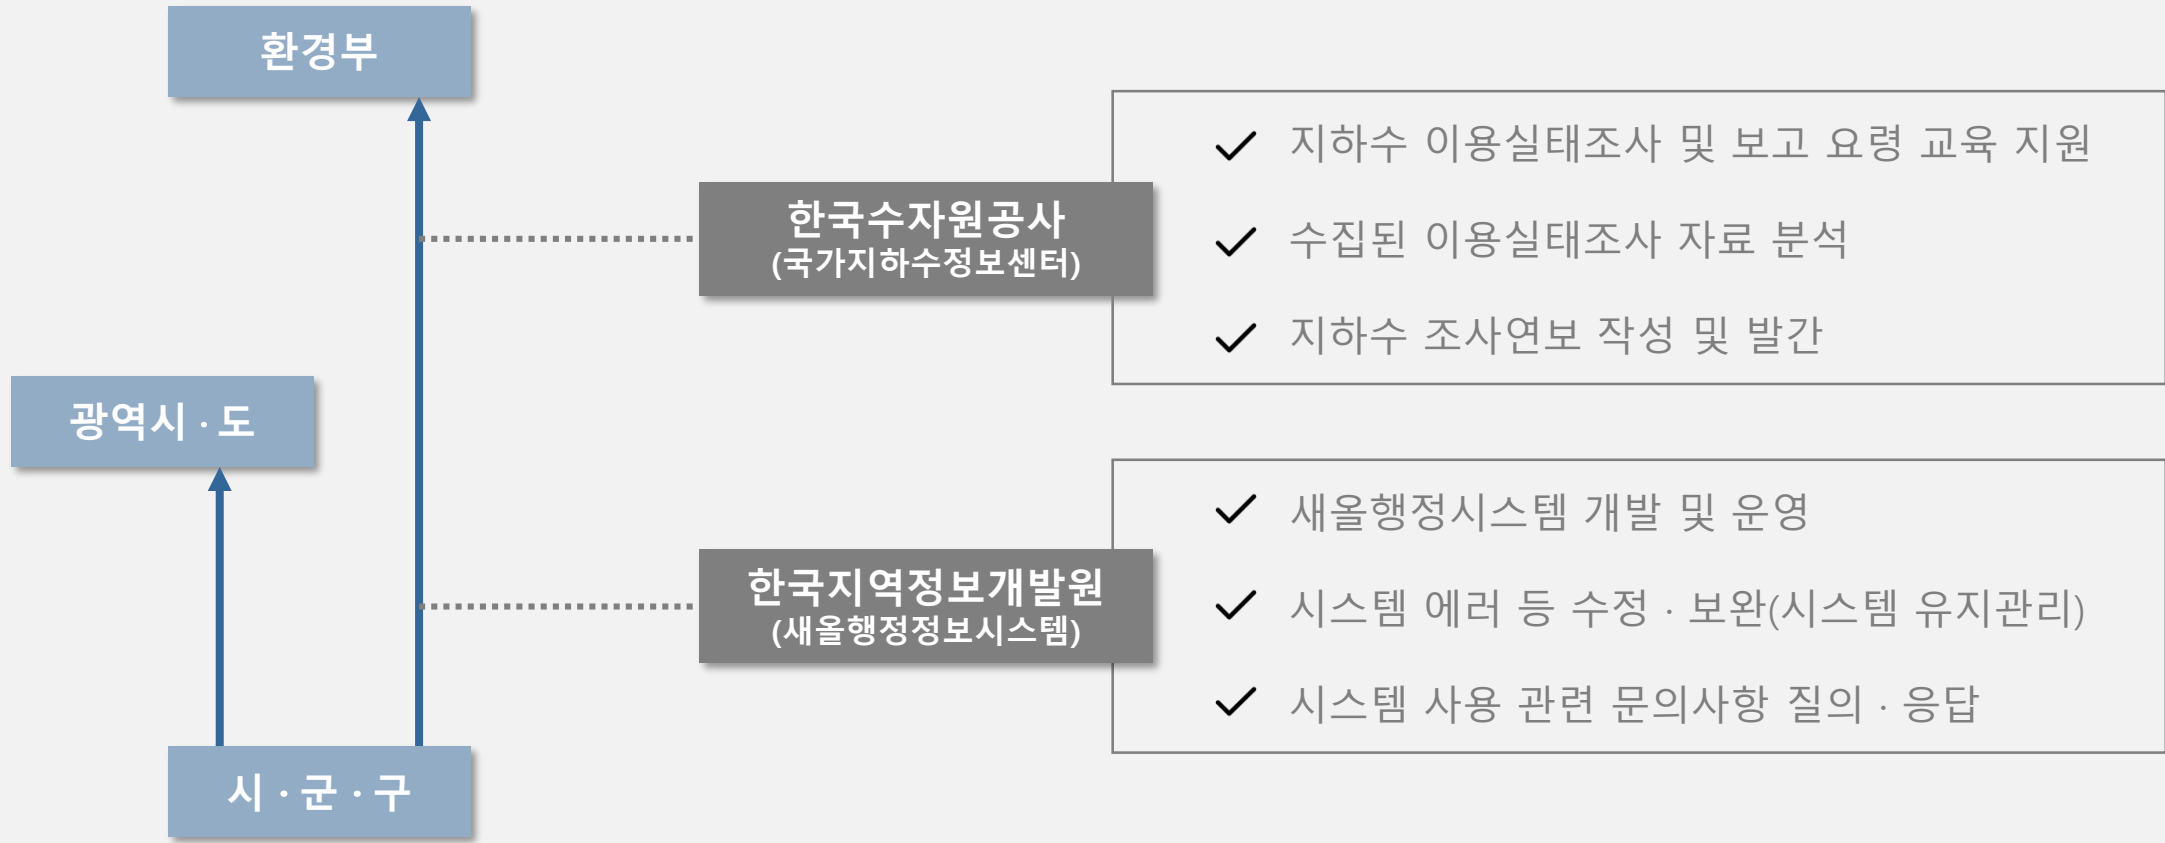 환경부
지하수 이용실태조사 및 보고 요령 교육 지원
한국수자원공사
(국가지하수정보센터)
수집된 이용실태조사 자료 분석
지하수 조사연보 작성 및 발간
광역시 · 도
새올행정시스템 개발 및 운영
한국지역정보개발원
(새올행정정보시스템)
시스템 에러 등 수정 · 보완(시스템 유지관리)
시스템 사용 관련 문의사항 질의 · 응답
시 · 군 · 구